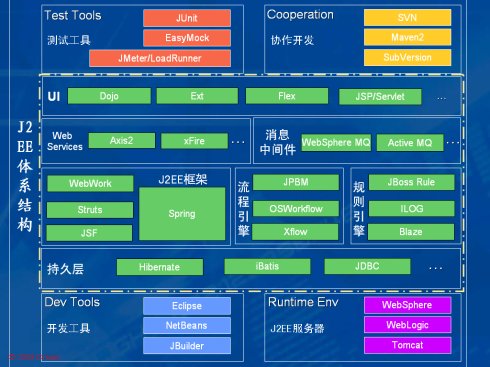 Test Tools
测试工具
JUnit
EasyMock
JMeter/LoadRunner
Cooperation
协作开发
SVN
Maven2
SubVersion
J2EE体系结构
UI
Dojo
Ext
Flex
JSP/Servlet
...
Web Services
Axis2
xFire
...
消息中间件
WebSphere MQ
Active MQ
...
J2EE框架
WebWork
Struts
JSF
Spring
流程引擎
JPBM
OSWorkflow
Xflow
规则引擎
JBoss Rule
ILOG
Blaze
持久层
Hibernate
iBatis
JDBC
...
Dev Tools
开发工具
Eclipse
NetBeans
JBuilder
Runtime Env
J2EE服务器
WebSphere
WebLogic
Tomcat